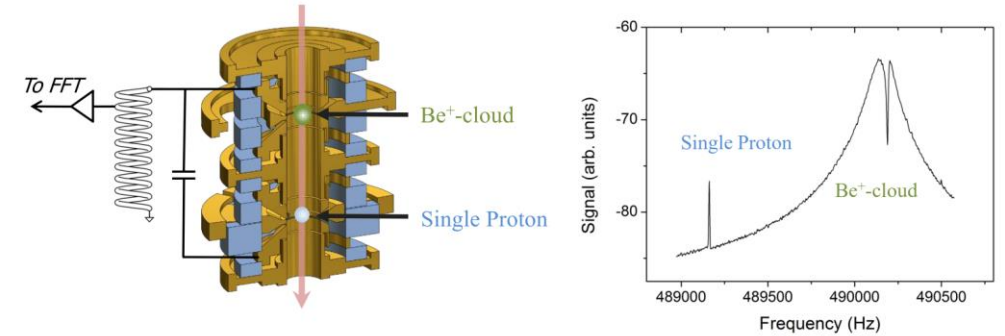 To FFT
Be⁺-cloud
Single Proton
Signal (arb. units)
-60
-70
-80
Single Proton
Be⁺-cloud
489000 489500 490000 490500
Frequency (Hz)